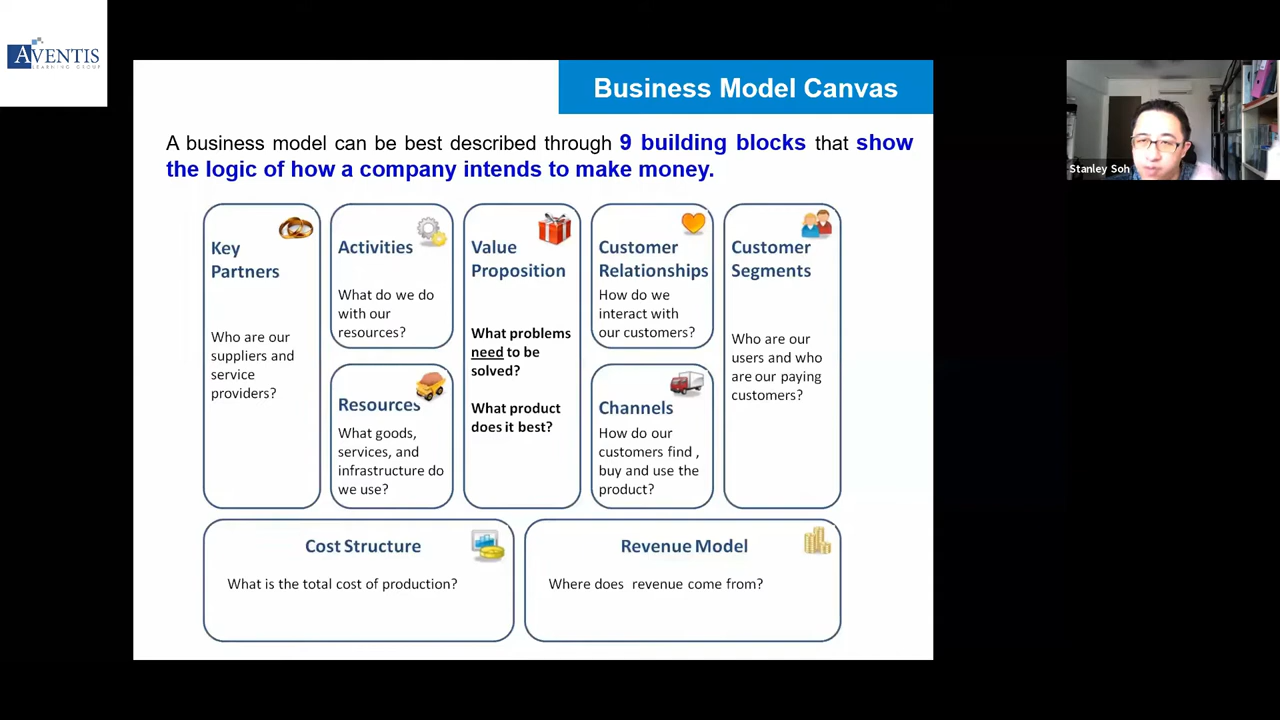 AVENTIS
LEARNING GROUP
Business Model Canvas
A business model can be best described through 9 building blocks that show
the logic of how a company intends to make money.
Stanley Soh
Key
Partners
Who are our
suppliers and
service
providers?
Activities
What do we do
with our
resources?
Resources
What goods,
services, and
infrastructure do
we use?
Value
Proposition
What problems
need to be
solved?
What product
does it best?
Customer
Relationships
How do we
interact with
our customers?
Channels
How do our
customers find ,
buy and use the
product?
Customer
Segments
Who are our
users and who
are our paying
customers?
Cost Structure
What is the total cost of production?
Revenue Model
Where does revenue come from?